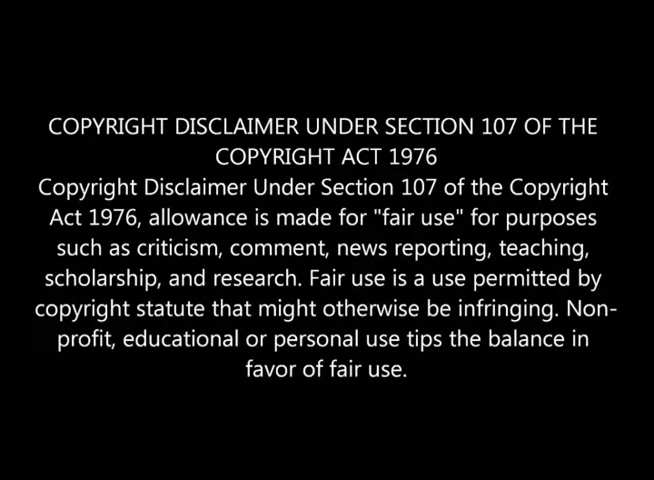 COPYRIGHT DISCLAIMER UNDER SECTION 107 OF THE
COPYRIGHT ACT 1976
Copyright Disclaimer Under Section 107 of the Copyright
Act 1976, allowance is made for "fair use" for purposes
such as criticism, comment, news reporting, teaching,
scholarship, and research. Fair use is a use permitted by
copyright statute that might otherwise be infringing. Non-
profit, educational or personal use tips the balance in
favor of fair use.